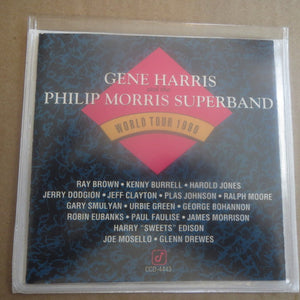 GENE HARRIS
and the
PHILIP MORRIS SUPERBAND
WORLD TOUR 1990
RAY BROWN • KENNY BURRELL • HAROLD JONES
JERRY DODGION • JEFF CLAYTON • PLAS JOHNSON • RALPH MOORE
GARY SMULYAN • URBIE GREEN • GEORGE BOHANNON
ROBIN EUBANKS • PAUL FAULISE • JAMES MORRISON
HARRY "SWEETS" EDISON
JOE MOSELLO • GLENN DREWES
CCD-4443